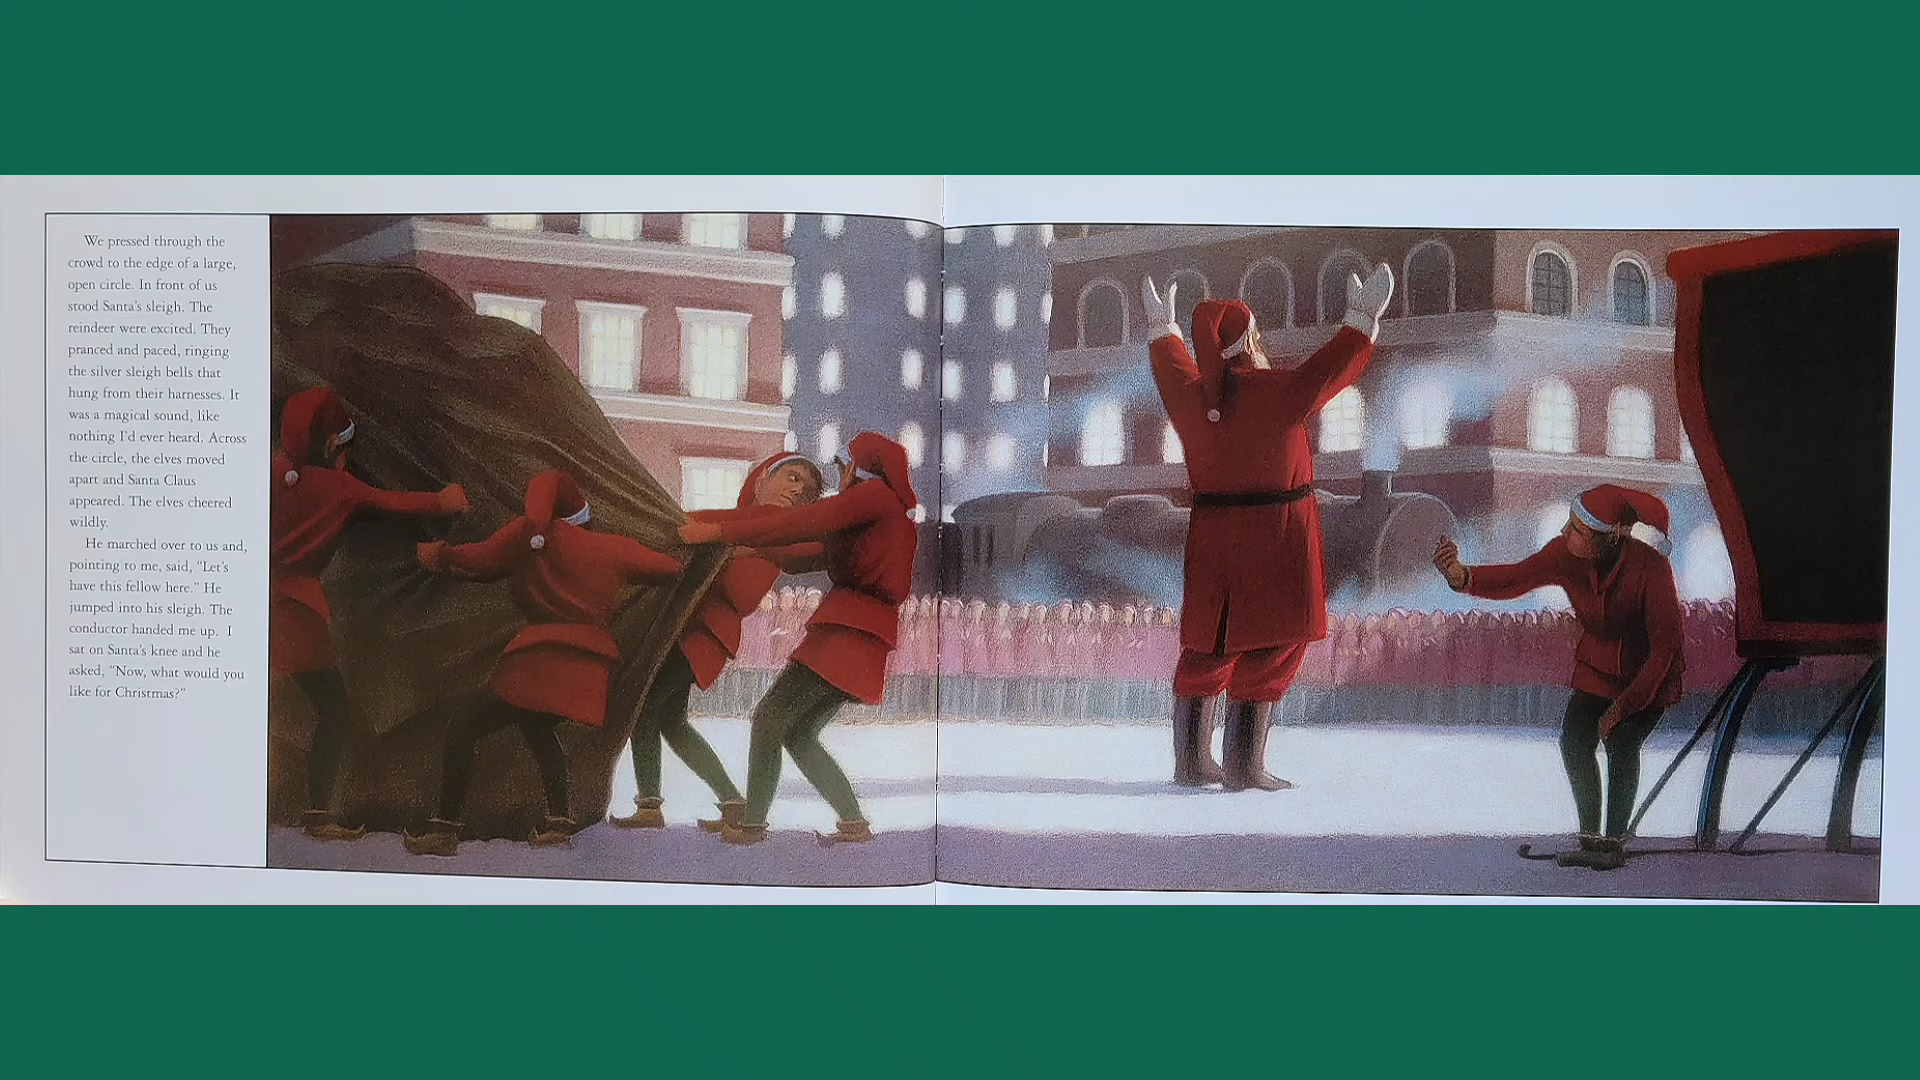 We pressed through the
crowd to the edge of a large,
open circle. In front of us
stood Santa's sleigh. The
reindeer were excited. They
pranced and paced, ringing
the silver sleigh bells that
hung from their harnesses. It
was a magical sound, like
nothing I'd ever heard. Across
the circle, the elves moved
apart and Santa Claus
appeared. The elves cheered
wildly.
He marched over to us and,
pointing to me, said, "Let's
have this fellow here." He
jumped into his sleigh. The
conductor handed me up. I
sat on Santa's knee and he
asked, "Now, what would you
like for Christmas?"